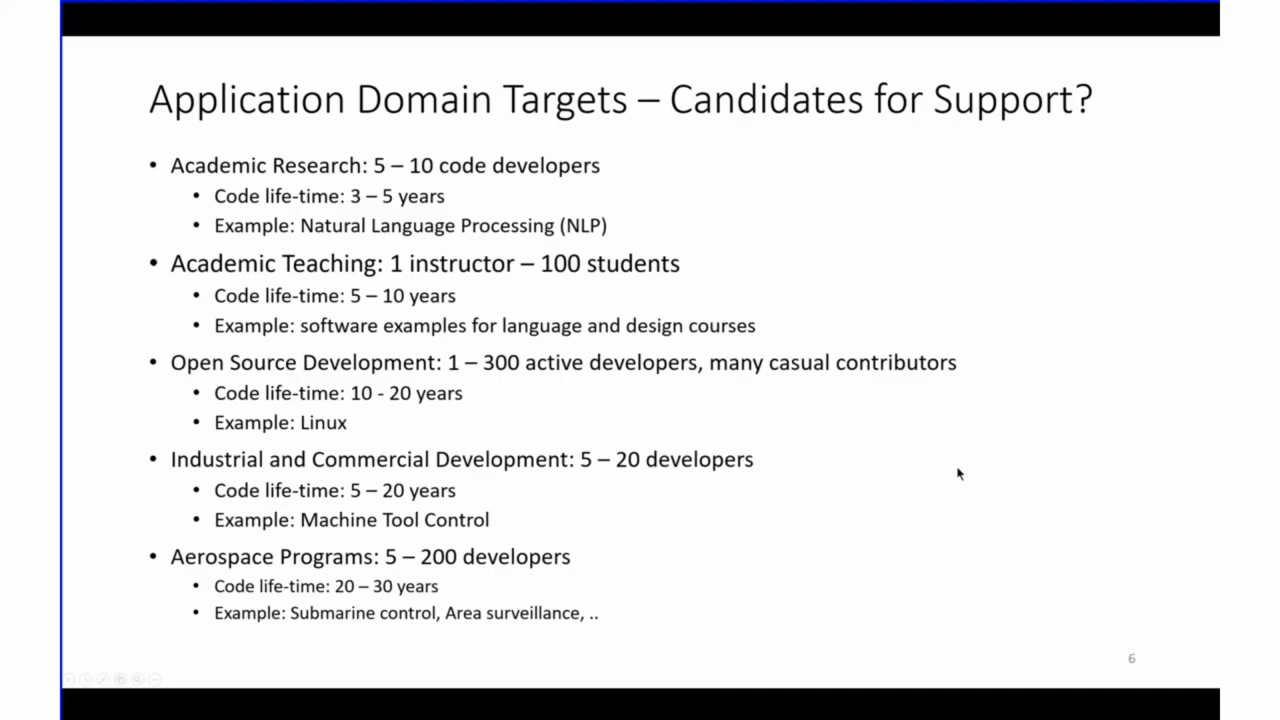 Application Domain Targets – Candidates for Support?
• Academic Research: 5 – 10 code developers
• Code life-time: 3 – 5 years
• Example: Natural Language Processing (NLP)
• Academic Teaching: 1 instructor – 100 students
• Code life-time: 5 – 10 years
• Example: software examples for language and design courses
• Open Source Development: 1 – 300 active developers, many casual contributors
• Code life-time: 10 - 20 years
• Example: Linux
• Industrial and Commercial Development: 5 – 20 developers
• Code life-time: 5 – 20 years
• Example: Machine Tool Control
• Aerospace Programs: 5 – 200 developers
• Code life-time: 20 – 30 years
• Example: Submarine control, Area surveillance, ..
6